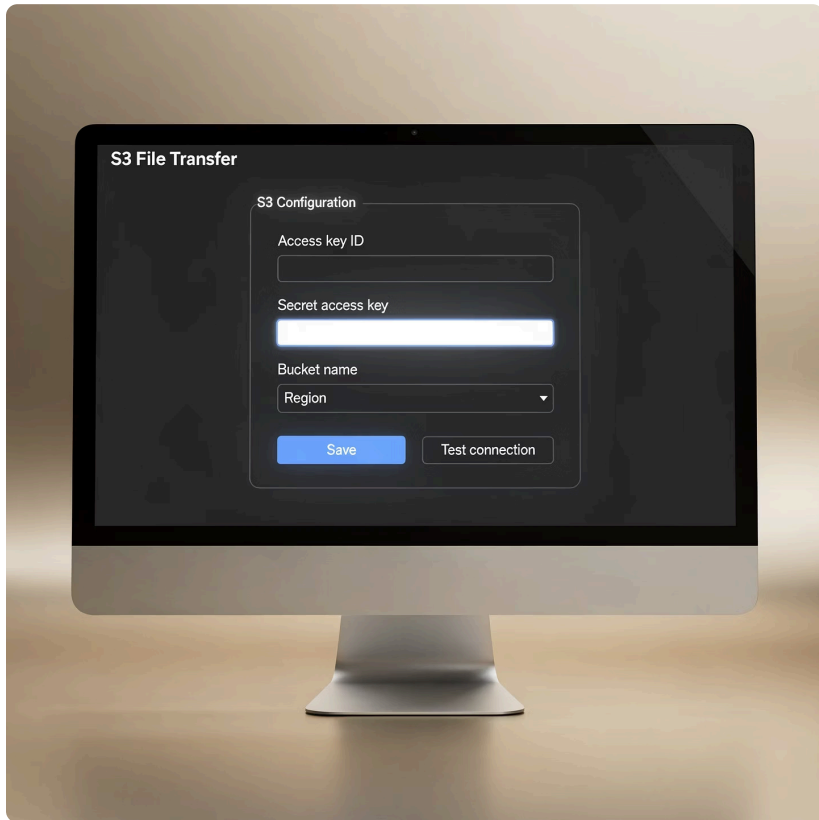 S3 File Transfer
S3 Configuration
Access key ID
Secret access key
Bucket name
Region
Save
Test connection